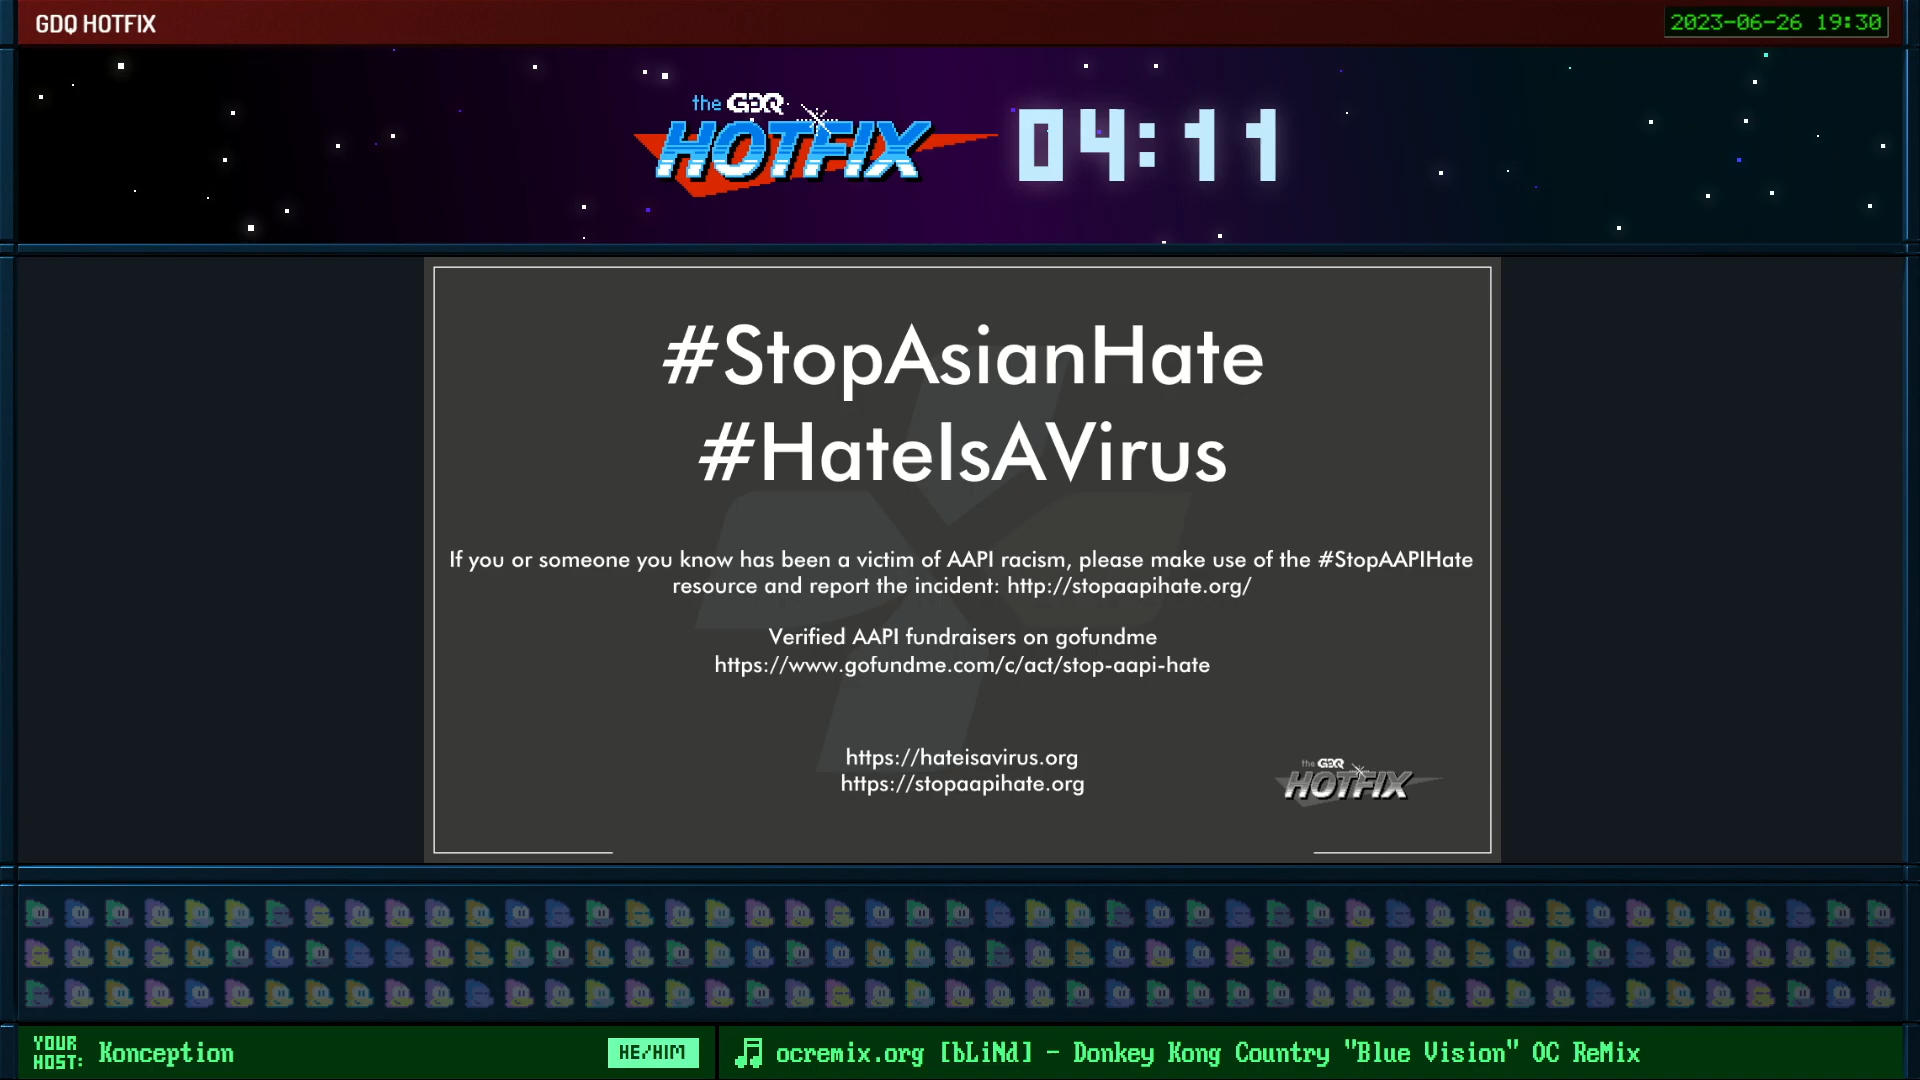 GDQ HOTFIX
2023-06-26 19:30
the GDQ
HOTFIX
04:11
#StopAsianHate
#HateIsAVirus
If you or someone you know has been a victim of AAPI racism, please make use of the #StopAAPIHate
resource and report the incident: http://stopaapihate.org/
Verified AAPI fundraisers on gofundme
https://www.gofundme.com/c/act/stop-aapi-hate
https://hateisavirus.org
https://stopaapihate.org
the GDQ
HOTFIX
YOUR
HOST:
Konception
HE/HIM
ocremix.org [bLiNd] - Donkey Kong Country "Blue Vision" OC ReMix